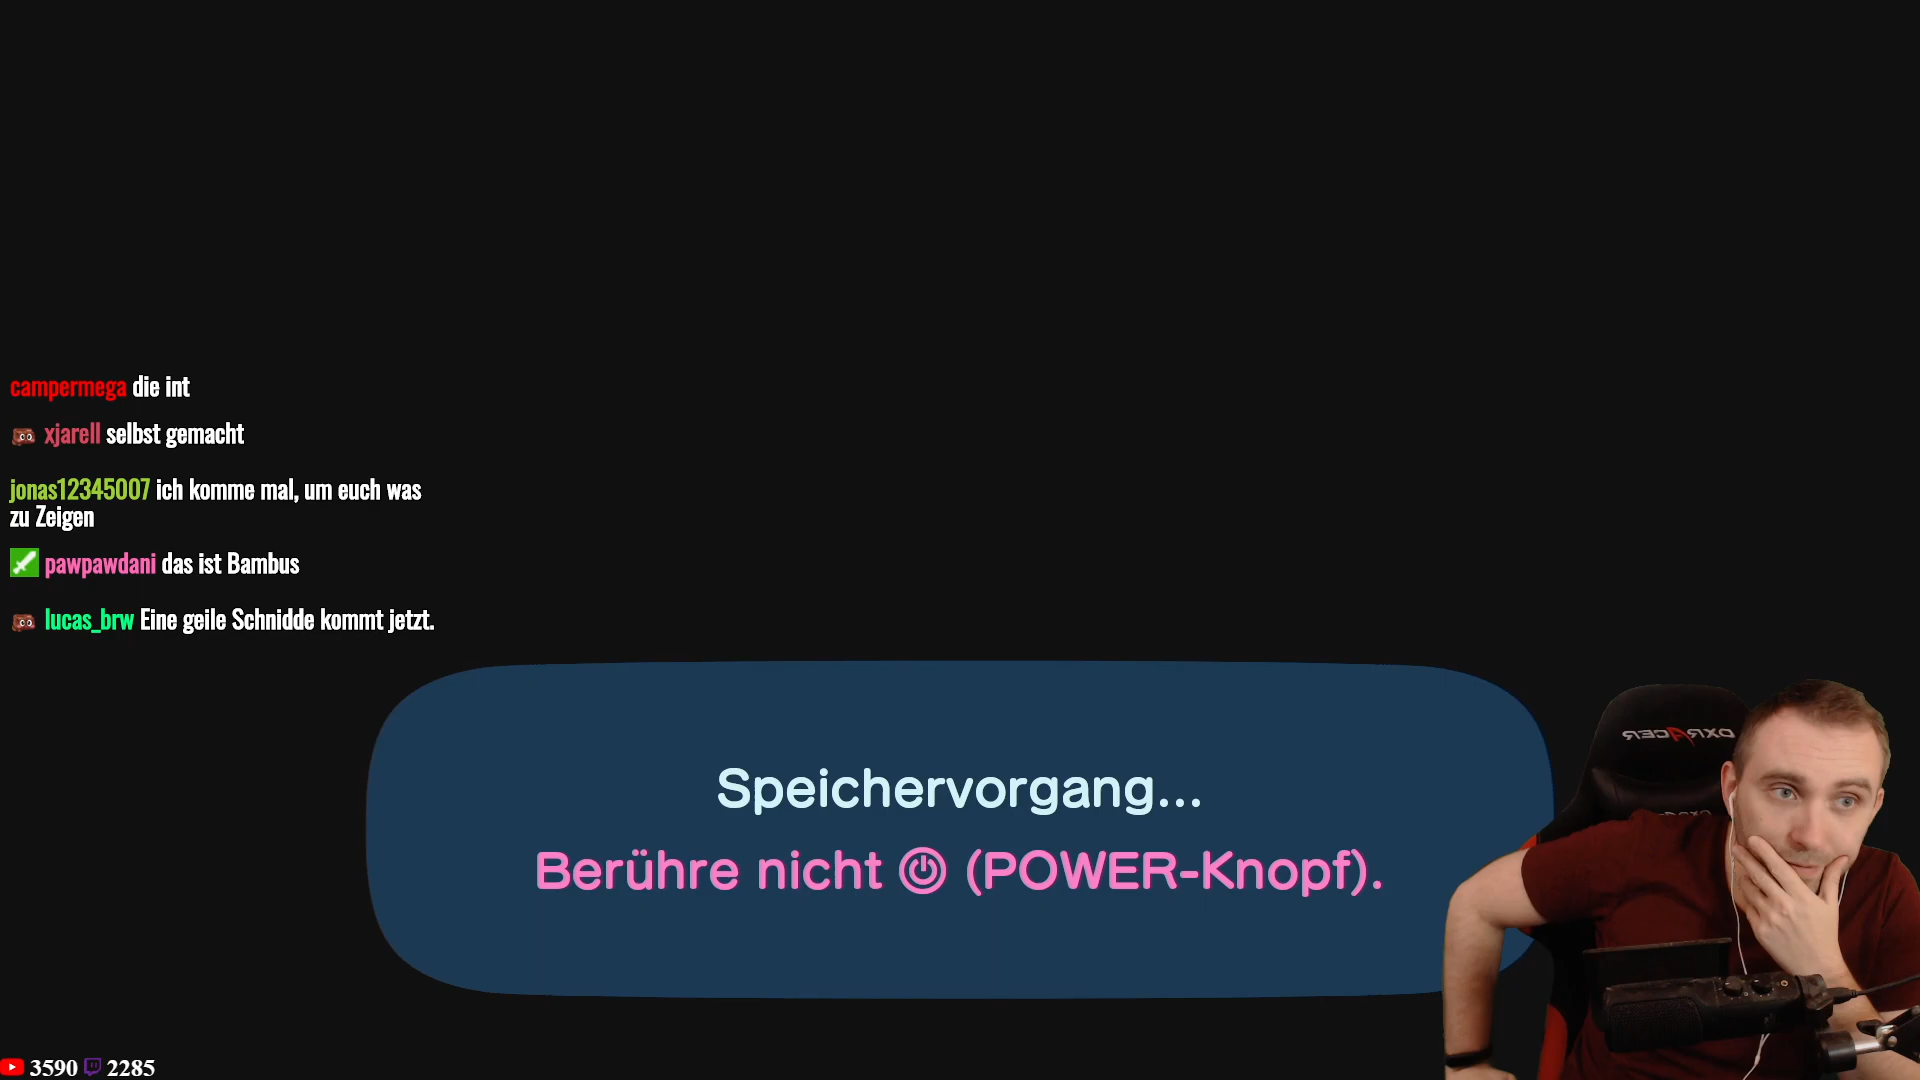 campermega die int
xjarell selbst gemacht
jonas12345007 ich komme mal, um euch was
zu Zeigen
pawpawdani das ist Bambus
lucas_brw Eine geile Schnidde kommt jetzt.
Speichervorgang...
Berühre nicht ⏻ (POWER-Knopf).
DXRACER
3590 2285